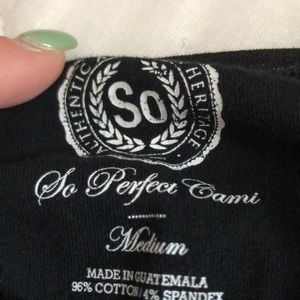 AUTHENTIC
So
HERITAGE
So Perfect Cami
Medium
MADE IN GUATEMALA
96% COTTON/4% SPANDEX